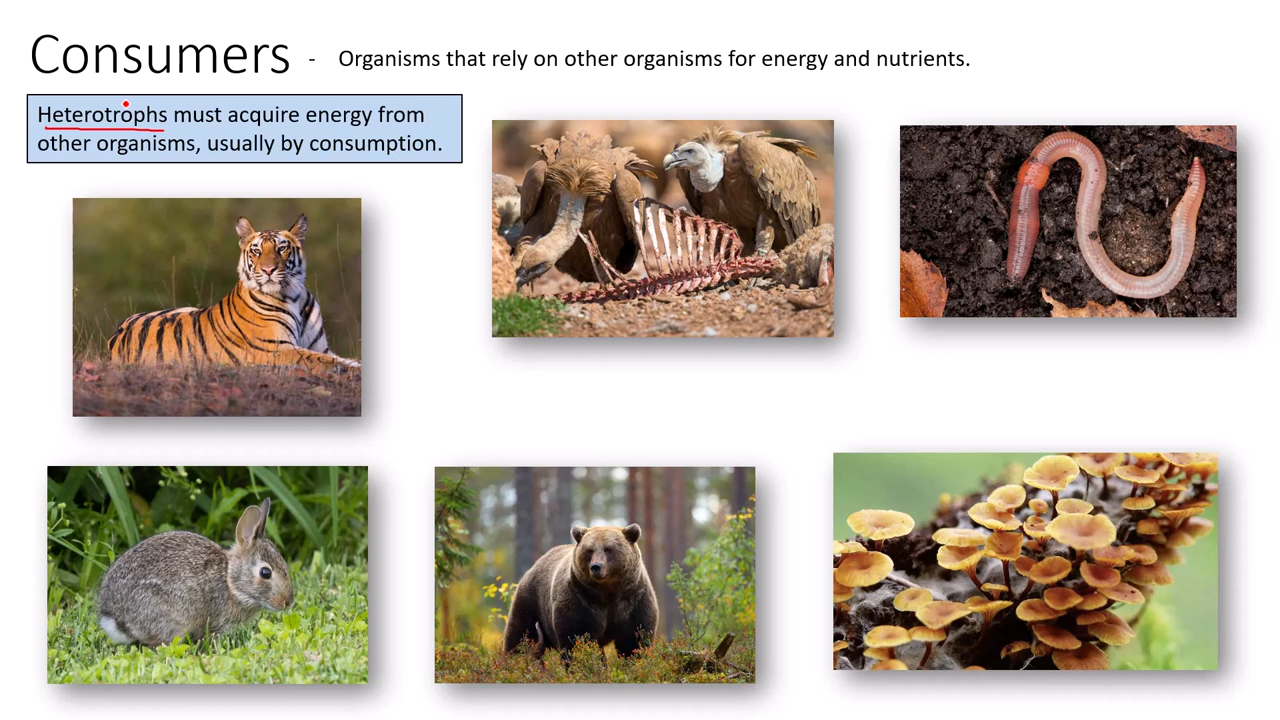 Consumers - Organisms that rely on other organisms for energy and nutrients.
Heterotrophs must acquire energy from
other organisms, usually by consumption.